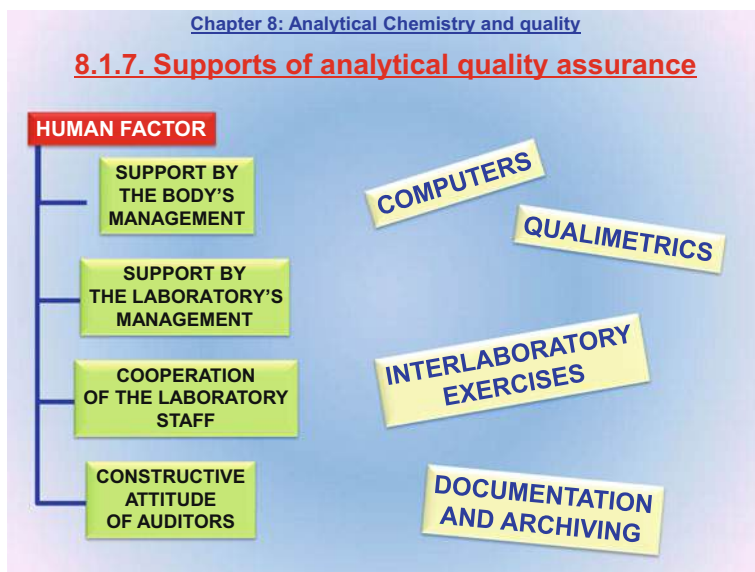 Chapter 8: Analytical Chemistry and quality
8.1.7. Supports of analytical quality assurance
HUMAN FACTOR
SUPPORT BY
THE BODY'S
MANAGEMENT
SUPPORT BY
THE LABORATORY'S
MANAGEMENT
COOPERATION
OF THE LABORATORY
STAFF
CONSTRUCTIVE
ATTITUDE
OF AUDITORS
COMPUTERS
QUALIMETRICS
INTERLABORATORY
EXERCISES
DOCUMENTATION
AND ARCHIVING